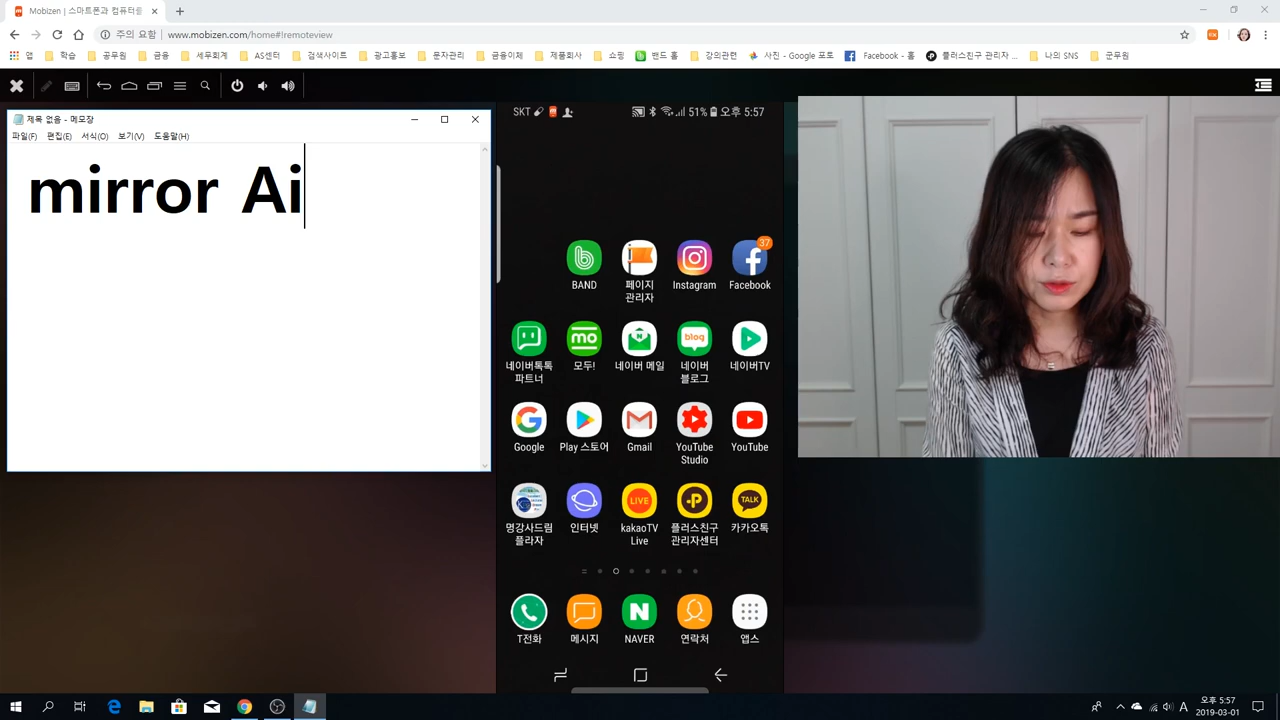 Mobizen | 스마트폰과 컴퓨터를
주의 요함
www.mobizen.com/home#!remoteview
앱 학습 공무원 금융 세무회계 AS센터 검색사이트 광고홍보 문자관리 금융이체 제품회사 쇼핑 밴드 홈 강의관련 사진 - Google 포토 Facebook - 홈 플러스친구 관리자 ... 나의 SNS 군무원
제목 없음 - 메모장
파일(F) 편집(E) 서식(O) 보기(V) 도움말(H)
mirror Ai
SKT 51% 오후 5:57
37
BAND 페이지 관리자 Instagram Facebook
네이버톡톡 파트너 모두! 네이버 메일 네이버 블로그 네이버TV
Google Play 스토어 Gmail YouTube Studio YouTube
명강사드림 플라자 인터넷 kakaoTV Live 플러스친구 관리자센터 카카오톡
T전화 메시지 NAVER 연락처 앱스
A 오후 5:57
2019-03-01